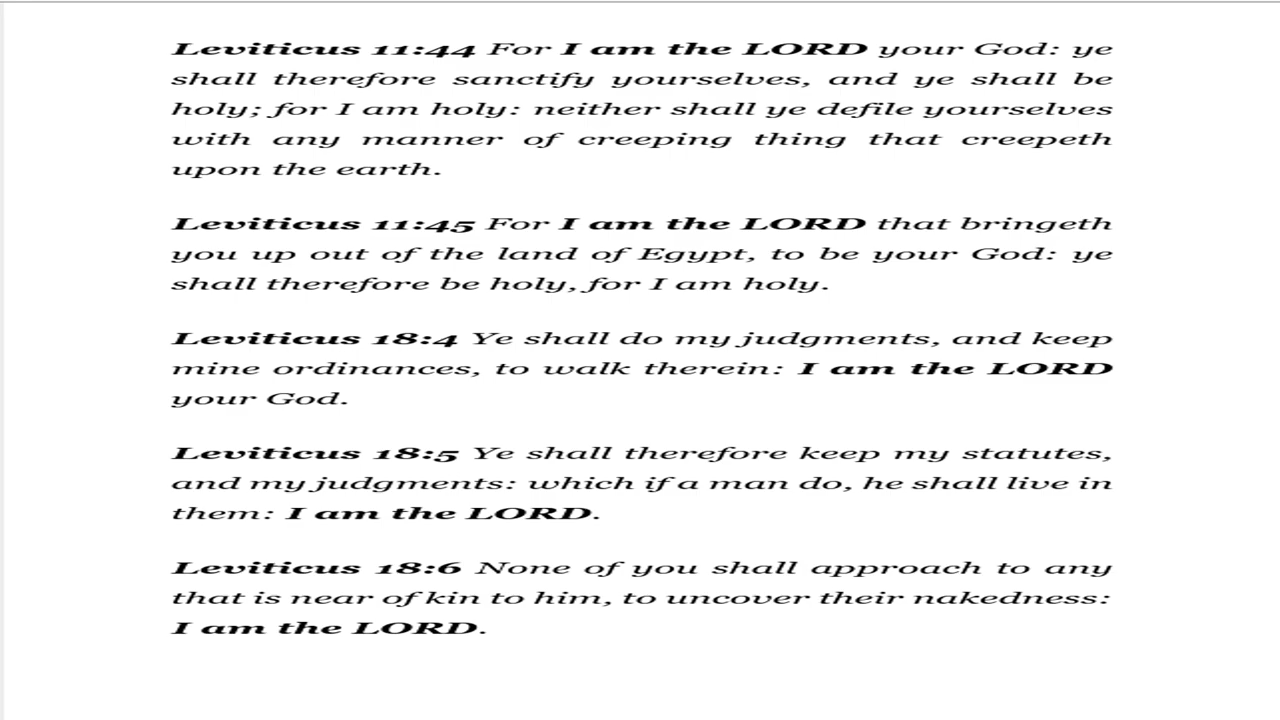 Leviticus 11:44 For I am the LORD your God: ye
shall therefore sanctify yourselves, and ye shall be
holy; for I am holy: neither shall ye defile yourselves
with any manner of creeping thing that creepeth
upon the earth.
Leviticus 11:45 For I am the LORD that bringeth
you up out of the land of Egypt, to be your God: ye
shall therefore be holy, for I am holy.
Leviticus 18:4 Ye shall do my judgments, and keep
mine ordinances, to walk therein: I am the LORD
your God.
Leviticus 18:5 Ye shall therefore keep my statutes,
and my judgments: which if a man do, he shall live in
them: I am the LORD.
Leviticus 18:6 None of you shall approach to any
that is near of kin to him, to uncover their nakedness:
I am the LORD.